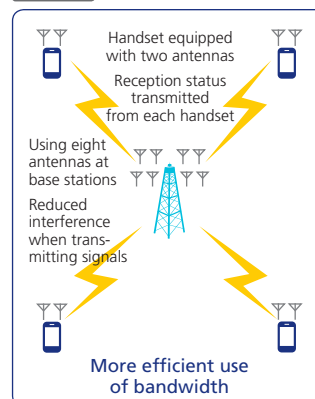 Handset equipped
with two antennas
Reception status
transmitted
from each handset
Using eight
antennas at
base stations
Reduced
interference
when trans-
mitting signals
More efficient use
of bandwidth